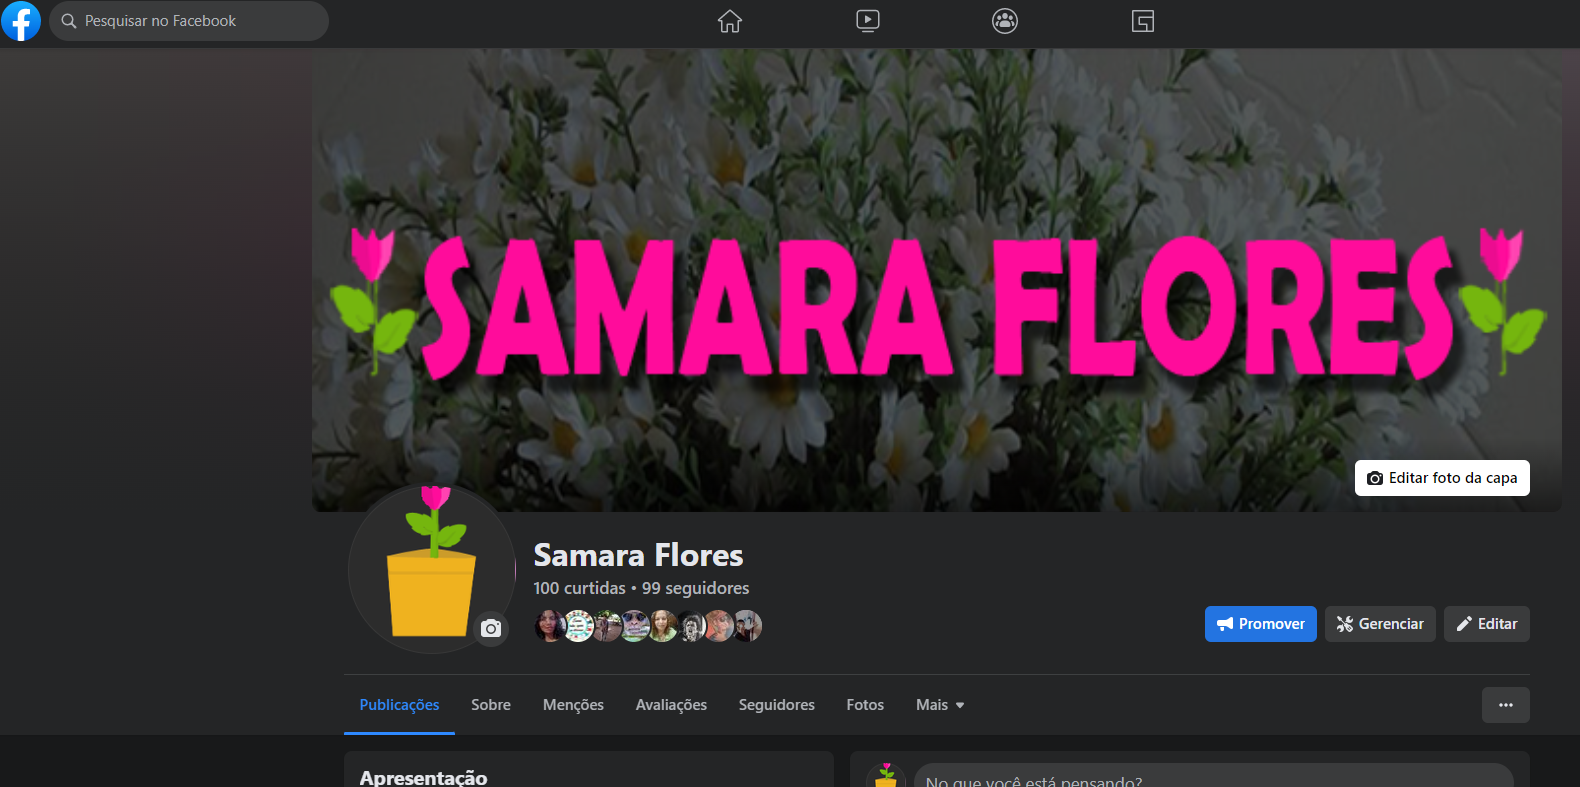 Pesquisar no Facebook
SAMARA FLORES
Editar foto da capa
Samara Flores
100 curtidas • 99 seguidores
Promover
Gerenciar
Editar
Publicações
Sobre
Menções
Avaliações
Seguidores
Fotos
Mais
Apresentação
No que você está pensando?